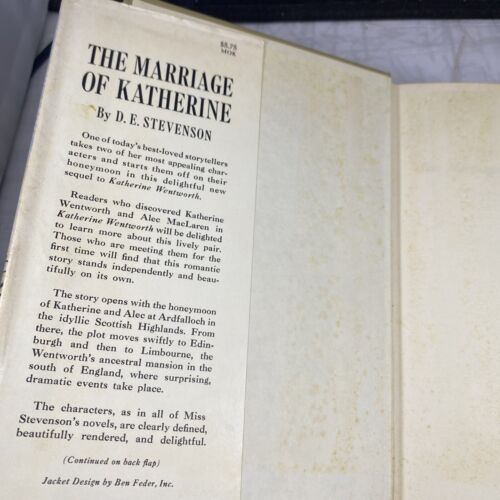 $5.75
MOK
THE MARRIAGE
OF KATHERINE
By D. E. STEVENSON
One of today's best-loved storytellers
takes two of her most appealing char-
acters and starts them off on their
honeymoon in this delightful new
sequel to Katherine Wentworth.
Readers who discovered Katherine
Wentworth and Alec MacLaren in
Katherine Wentworth will be delighted
to learn more about this lively pair.
Those who are meeting them for the
first time will find that this romantic
story stands independently and beau-
tifully on its own.
The story opens with the honeymoon
of Katherine and Alec at Ardfalloch in
the idyllic Scottish Highlands. From
there, the plot moves swiftly to Edin-
burgh and then to Limbourne, the
Wentworth's ancestral mansion in the
south of England, where surprising,
dramatic events take place.
The characters, as in all of Miss
Stevenson's novels, are clearly defined,
beautifully rendered, and delightful.
(Continued on back flap)
Jacket Design by Ben Feder, Inc.